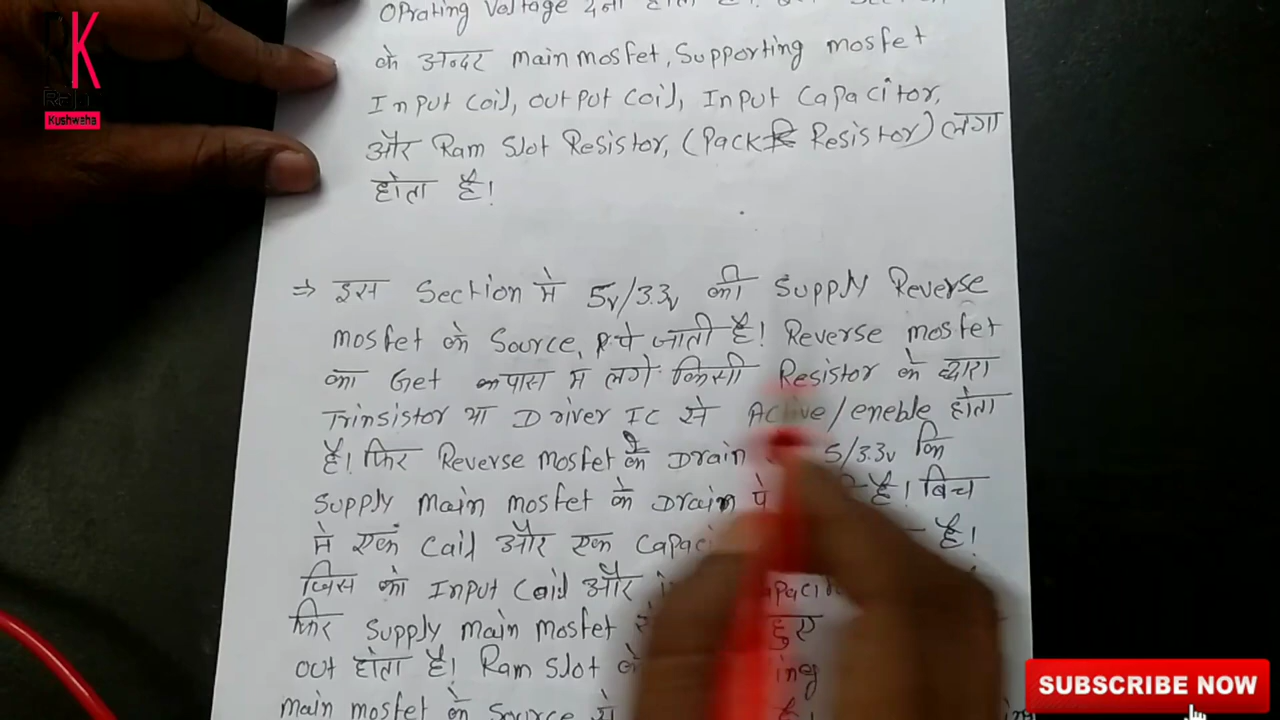 K
Raja
Kushwaha
Oprating Voltage देना होता है।
के अन्दर main mosfet, Supporting mosfet
Input Coil, output Coil, Input Capacitor,
और Ram Slot Resistor, (Pack Resistor) लगा
होता है।
⇒ इस Section मे 5v/3.3v की Supply Reverse
mosfet के Source, पे जाती है। Reverse mosfet
का Get के पास म लगे किसी Resistor के द्वारा
Trinsistor या Driver IC से Active/eneble होता
है। फिर Reverse mosfet के Drain 5/3.3v कि
Supply main mosfet के Drain पे है। बिच
मे एक Coil और एक है।
जिस को Input Coil और
फिर Supply main mosfet हुए
out होता है। Ram Slot ing
main mosfet के Source से
SUBSCRIBE NOW